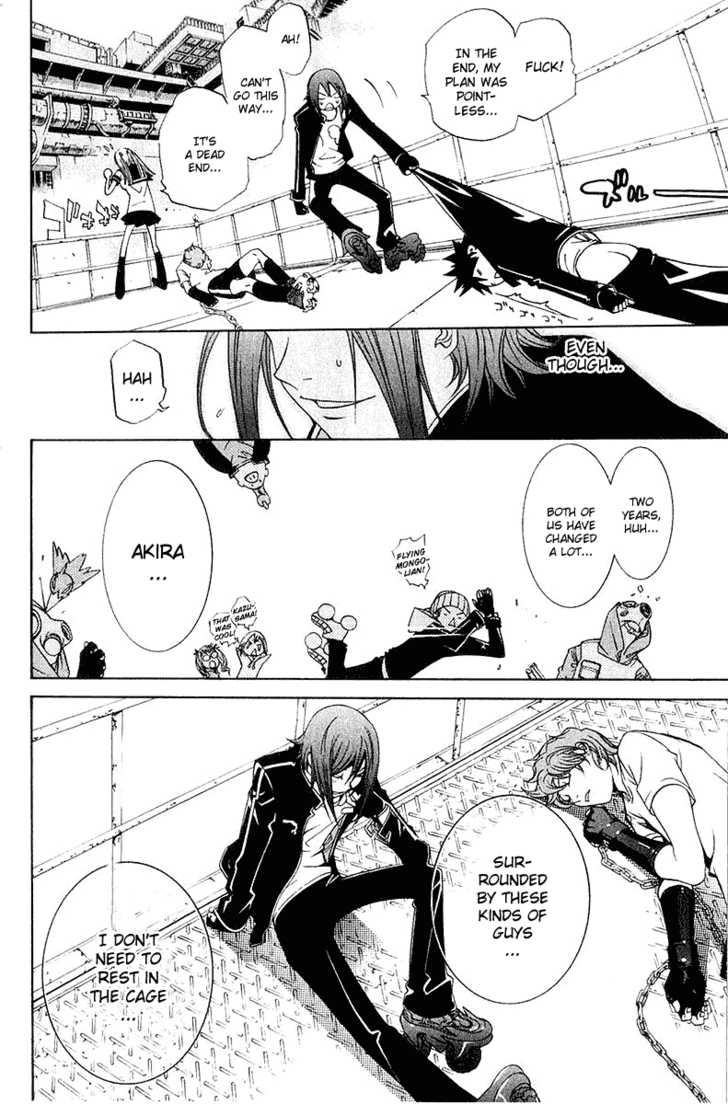 FUCK!
IN THE
END, MY
PLAN WAS
POINT-
LESS...
AH!
CAN'T
GO THIS
WAY...
IT'S
A DEAD
END...
ズル
EVEN
THOUGH...
HAH
...
TWO
YEARS,
HUH...
BOTH OF
US HAVE
CHANGED
A LOT...
FLYING
MONGO-
LIAN!
KAZU-
SAMA!
THAT
WAS
COOL!
AKIRA
...
SUR-
ROUNDED
BY THESE
KINDS OF
GUYS
...
I DON'T
NEED TO
REST IN
THE CAGE
...